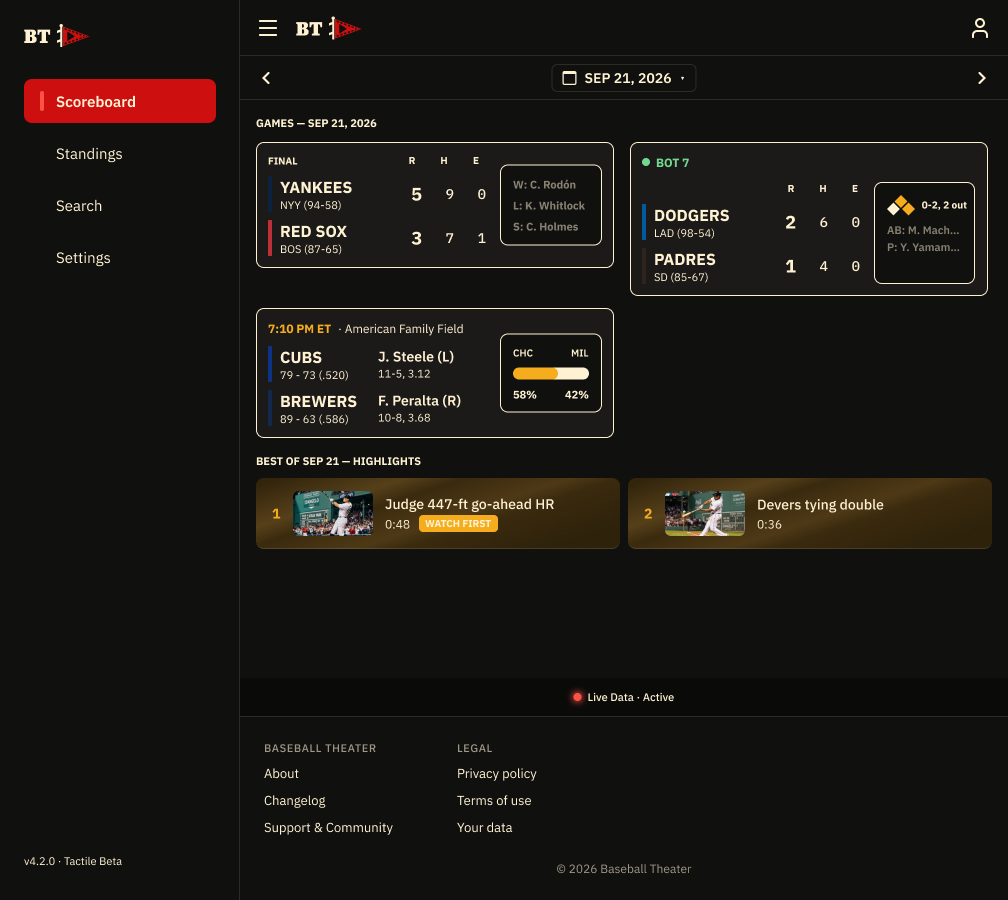 BT
Scoreboard
Standings
Search
Settings
v4.2.0 · Tactile Beta
BT
SEP 21, 2026
GAMES — SEP 21, 2026
FINAL R H E
YANKEES 5 9 0
NYY (94-58)
RED SOX 3 7 1
BOS (87-65)
W: C. Rodón
L: K. Whitlock
S: C. Holmes
BOT 7
R H E
DODGERS 2 6 0
LAD (98-54)
PADRES 1 4 0
SD (85-67)
0-2, 2 out
AB: M. Mach...
P: Y. Yamam...
7:10 PM ET · American Family Field
CUBS J. Steele (L)
79 - 73 (.520) 11-5, 3.12
BREWERS F. Peralta (R)
89 - 63 (.586) 10-8, 3.68
CHC MIL
58% 42%
BEST OF SEP 21 — HIGHLIGHTS
1
Judge 447-ft go-ahead HR
0:48 WATCH FIRST
2
Devers tying double
0:36
Live Data · Active
BASEBALL THEATER
About
Changelog
Support & Community
LEGAL
Privacy policy
Terms of use
Your data
© 2026 Baseball Theater